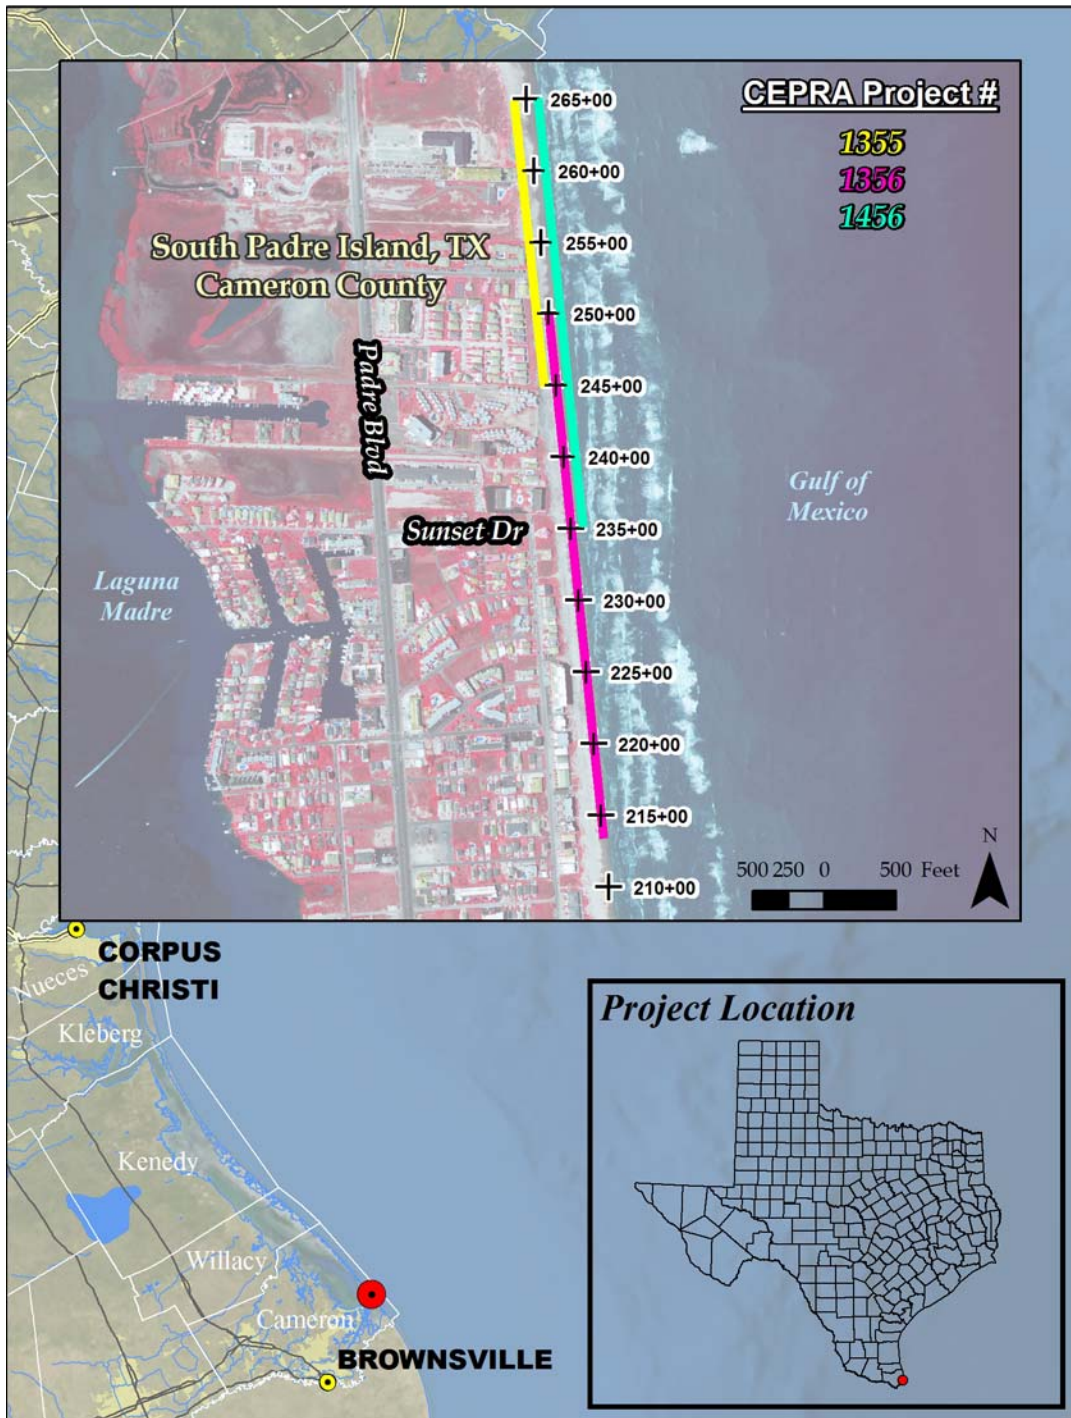 CEPRA Project #
1355
1356
1456
265+00
260+00
255+00
250+00
245+00
240+00
235+00
230+00
225+00
220+00
215+00
210+00
South Padre Island, TX
Cameron County
Padre Blvd
Sunset Dr
Gulf of
Mexico
Laguna
Madre
N
500 250 0 500 Feet
CORPUS
CHRISTI
Nueces
Kleberg
Kenedy
Willacy
Cameron
BROWNSVILLE
Project Location